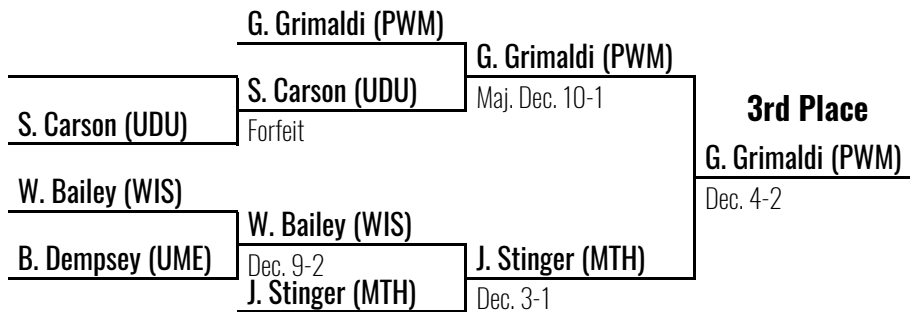 G. Grimaldi (PWM)
G. Grimaldi (PWM)
S. Carson (UDU)
Maj. Dec. 10-1
3rd Place
S. Carson (UDU)
Forfeit
G. Grimaldi (PWM)
W. Bailey (WIS)
Dec. 4-2
W. Bailey (WIS)
B. Dempsey (UME)
Dec. 9-2
J. Stinger (MTH)
J. Stinger (MTH)
Dec. 3-1